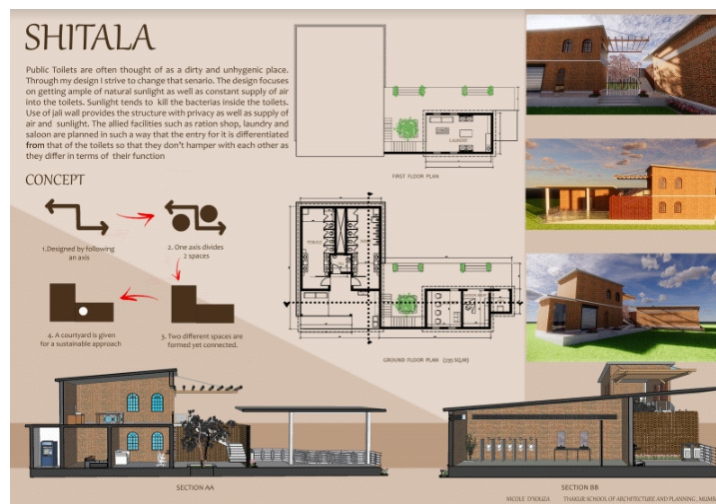 SHITALA
Public Toilets are often thought of as a dirty and unhygenic place.
Through my design I strive to change that senario. The design focuses
on getting ample of natural sunlight as well as constant supply of air
into the toilets. Sunlight tends to kill the bacterias inside the toilets.
Use of jali wall provides the structure with privacy as well as supply of
air and sunlight. The allied facilities such as ration shop, laundry and
saloon are planned in such a way that the entry for it is differentiated
from that of the toilets so that they don't hamper with each other as
they differ in terms of their function
CONCEPT
1.Designed by following
an axis
2. One axis divides
2 spaces
4. A courtyard is given
for a sustainable approach
3. Two different spaces are
formed yet connected.
LAUNDRY
FIRST FLOOR PLAN
GROUND FLOOR PLAN (135 SQ.M)
SECTION AA
SECTION BB
NICOLE D'SOUZA THAKUR SCHOOL OF ARCHITECTURE AND PLANNING,